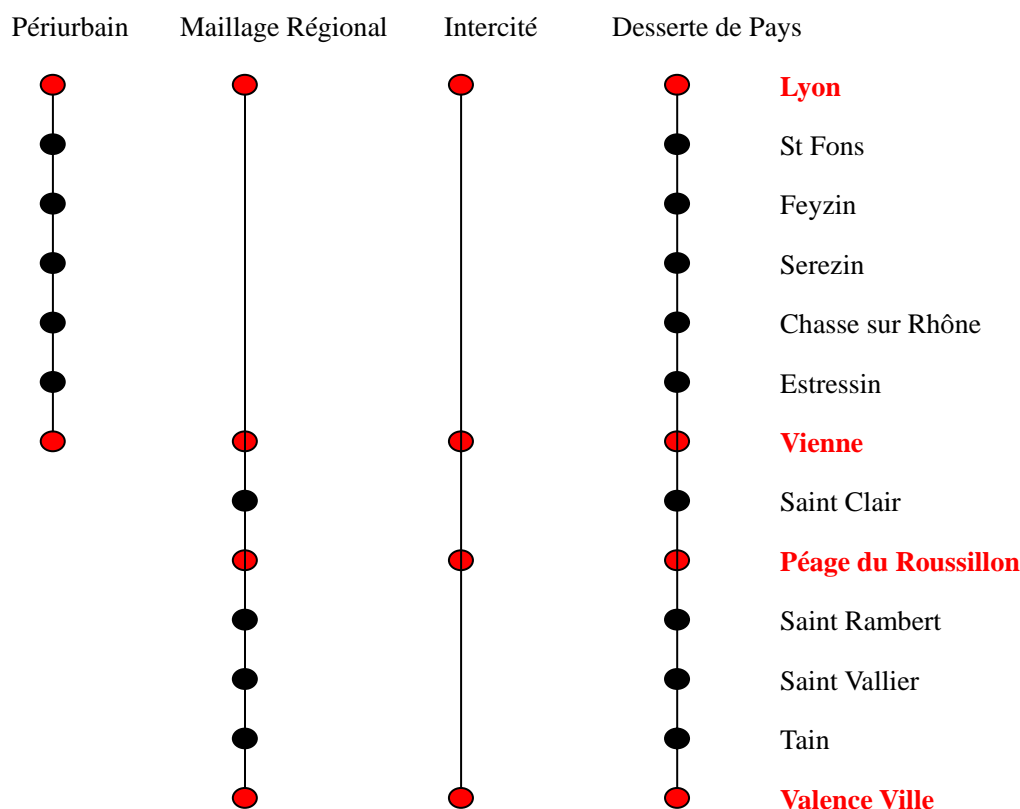 Périurbain Maillage Régional Intercité Desserte de Pays
Lyon
St Fons
Feyzin
Serezin
Chasse sur Rhône
Estressin
Vienne
Saint Clair
Péage du Roussillon
Saint Rambert
Saint Vallier
Tain
Valence Ville